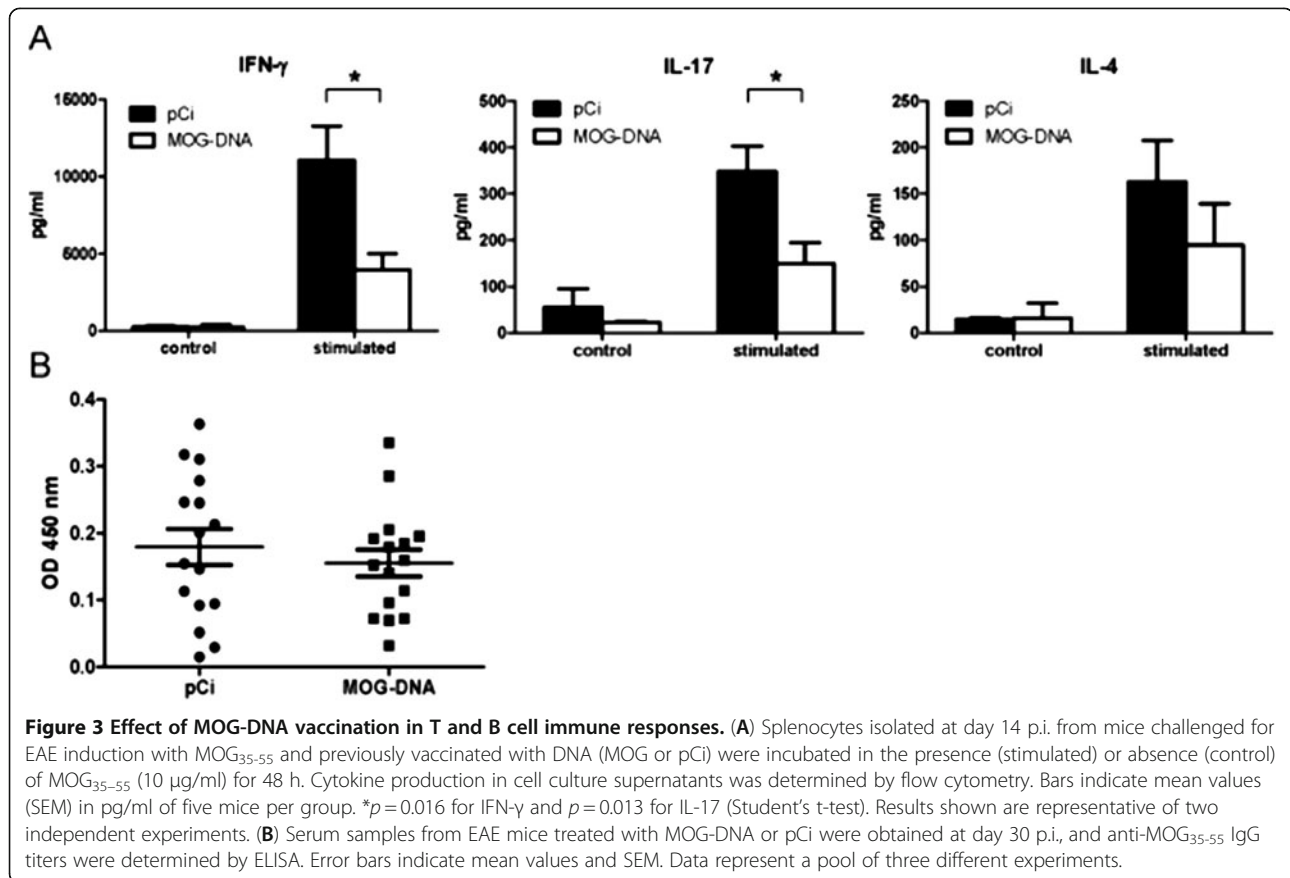 A
IFN-γ
IL-17
IL-4
*
*
15000
10000
5000
0
pg/ml
pCi
MOG-DNA
control
stimulated
500
400
300
200
100
0
pg/ml
pCi
MOG-DNA
control
stimulated
250
200
150
100
50
0
pg/ml
pCi
MOG-DNA
control
stimulated
B
0.4
0.3
0.2
0.1
0.0
OD 450 nm
pCi
MOG-DNA
Figure 3 Effect of MOG-DNA vaccination in T and B cell immune responses. (A) Splenocytes isolated at day 14 p.i. from mice challenged for
EAE induction with MOG35-55 and previously vaccinated with DNA (MOG or pCi) were incubated in the presence (stimulated) or absence (control)
of MOG35–55 (10 μg/ml) for 48 h. Cytokine production in cell culture supernatants was determined by flow cytometry. Bars indicate mean values
(SEM) in pg/ml of five mice per group. *p = 0.016 for IFN-γ and p = 0.013 for IL-17 (Student's t-test). Results shown are representative of two
independent experiments. (B) Serum samples from EAE mice treated with MOG-DNA or pCi were obtained at day 30 p.i., and anti-MOG35-55 IgG
titers were determined by ELISA. Error bars indicate mean values and SEM. Data represent a pool of three different experiments.